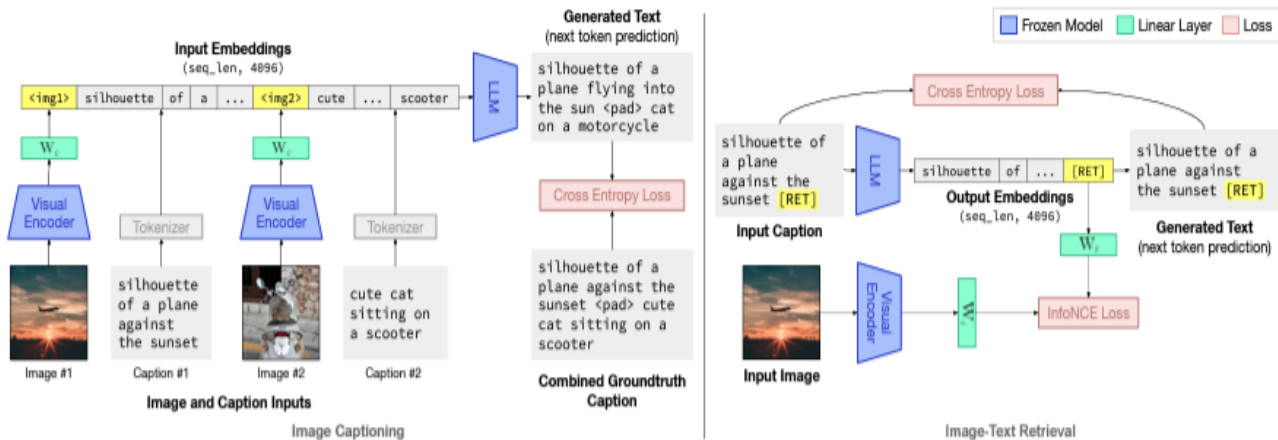 Generated Text
(next token prediction)
Input Embeddings
(seq_len, 4096)
<img1> silhouette of a ... <img2> cute ... scooter
LLM
silhouette of a
plane flying into
the sun <pad> cat
on a motorcycle
W_c
W_c
Visual
Encoder
Tokenizer
Visual
Encoder
Tokenizer
Cross Entropy Loss
silhouette
of a plane
against
the sunset
cute cat
sitting on
a scooter
silhouette of a
plane against the
sunset <pad> cute
cat sitting on a
scooter
Image #1
Caption #1
Image #2
Caption #2
Image and Caption Inputs
Combined Groundtruth
Caption
Image Captioning
Frozen Model
Linear Layer
Loss
Cross Entropy Loss
silhouette of
a plane
against the
sunset [RET]
Input Caption
LLM
silhouette of ... [RET]
Output Embeddings
(seq_len, 4096)
silhouette of a
plane against
the sunset [RET]
Generated Text
(next token prediction)
W_t
Visual
Encoder
W_i
InfoNCE Loss
Input Image
Image-Text Retrieval